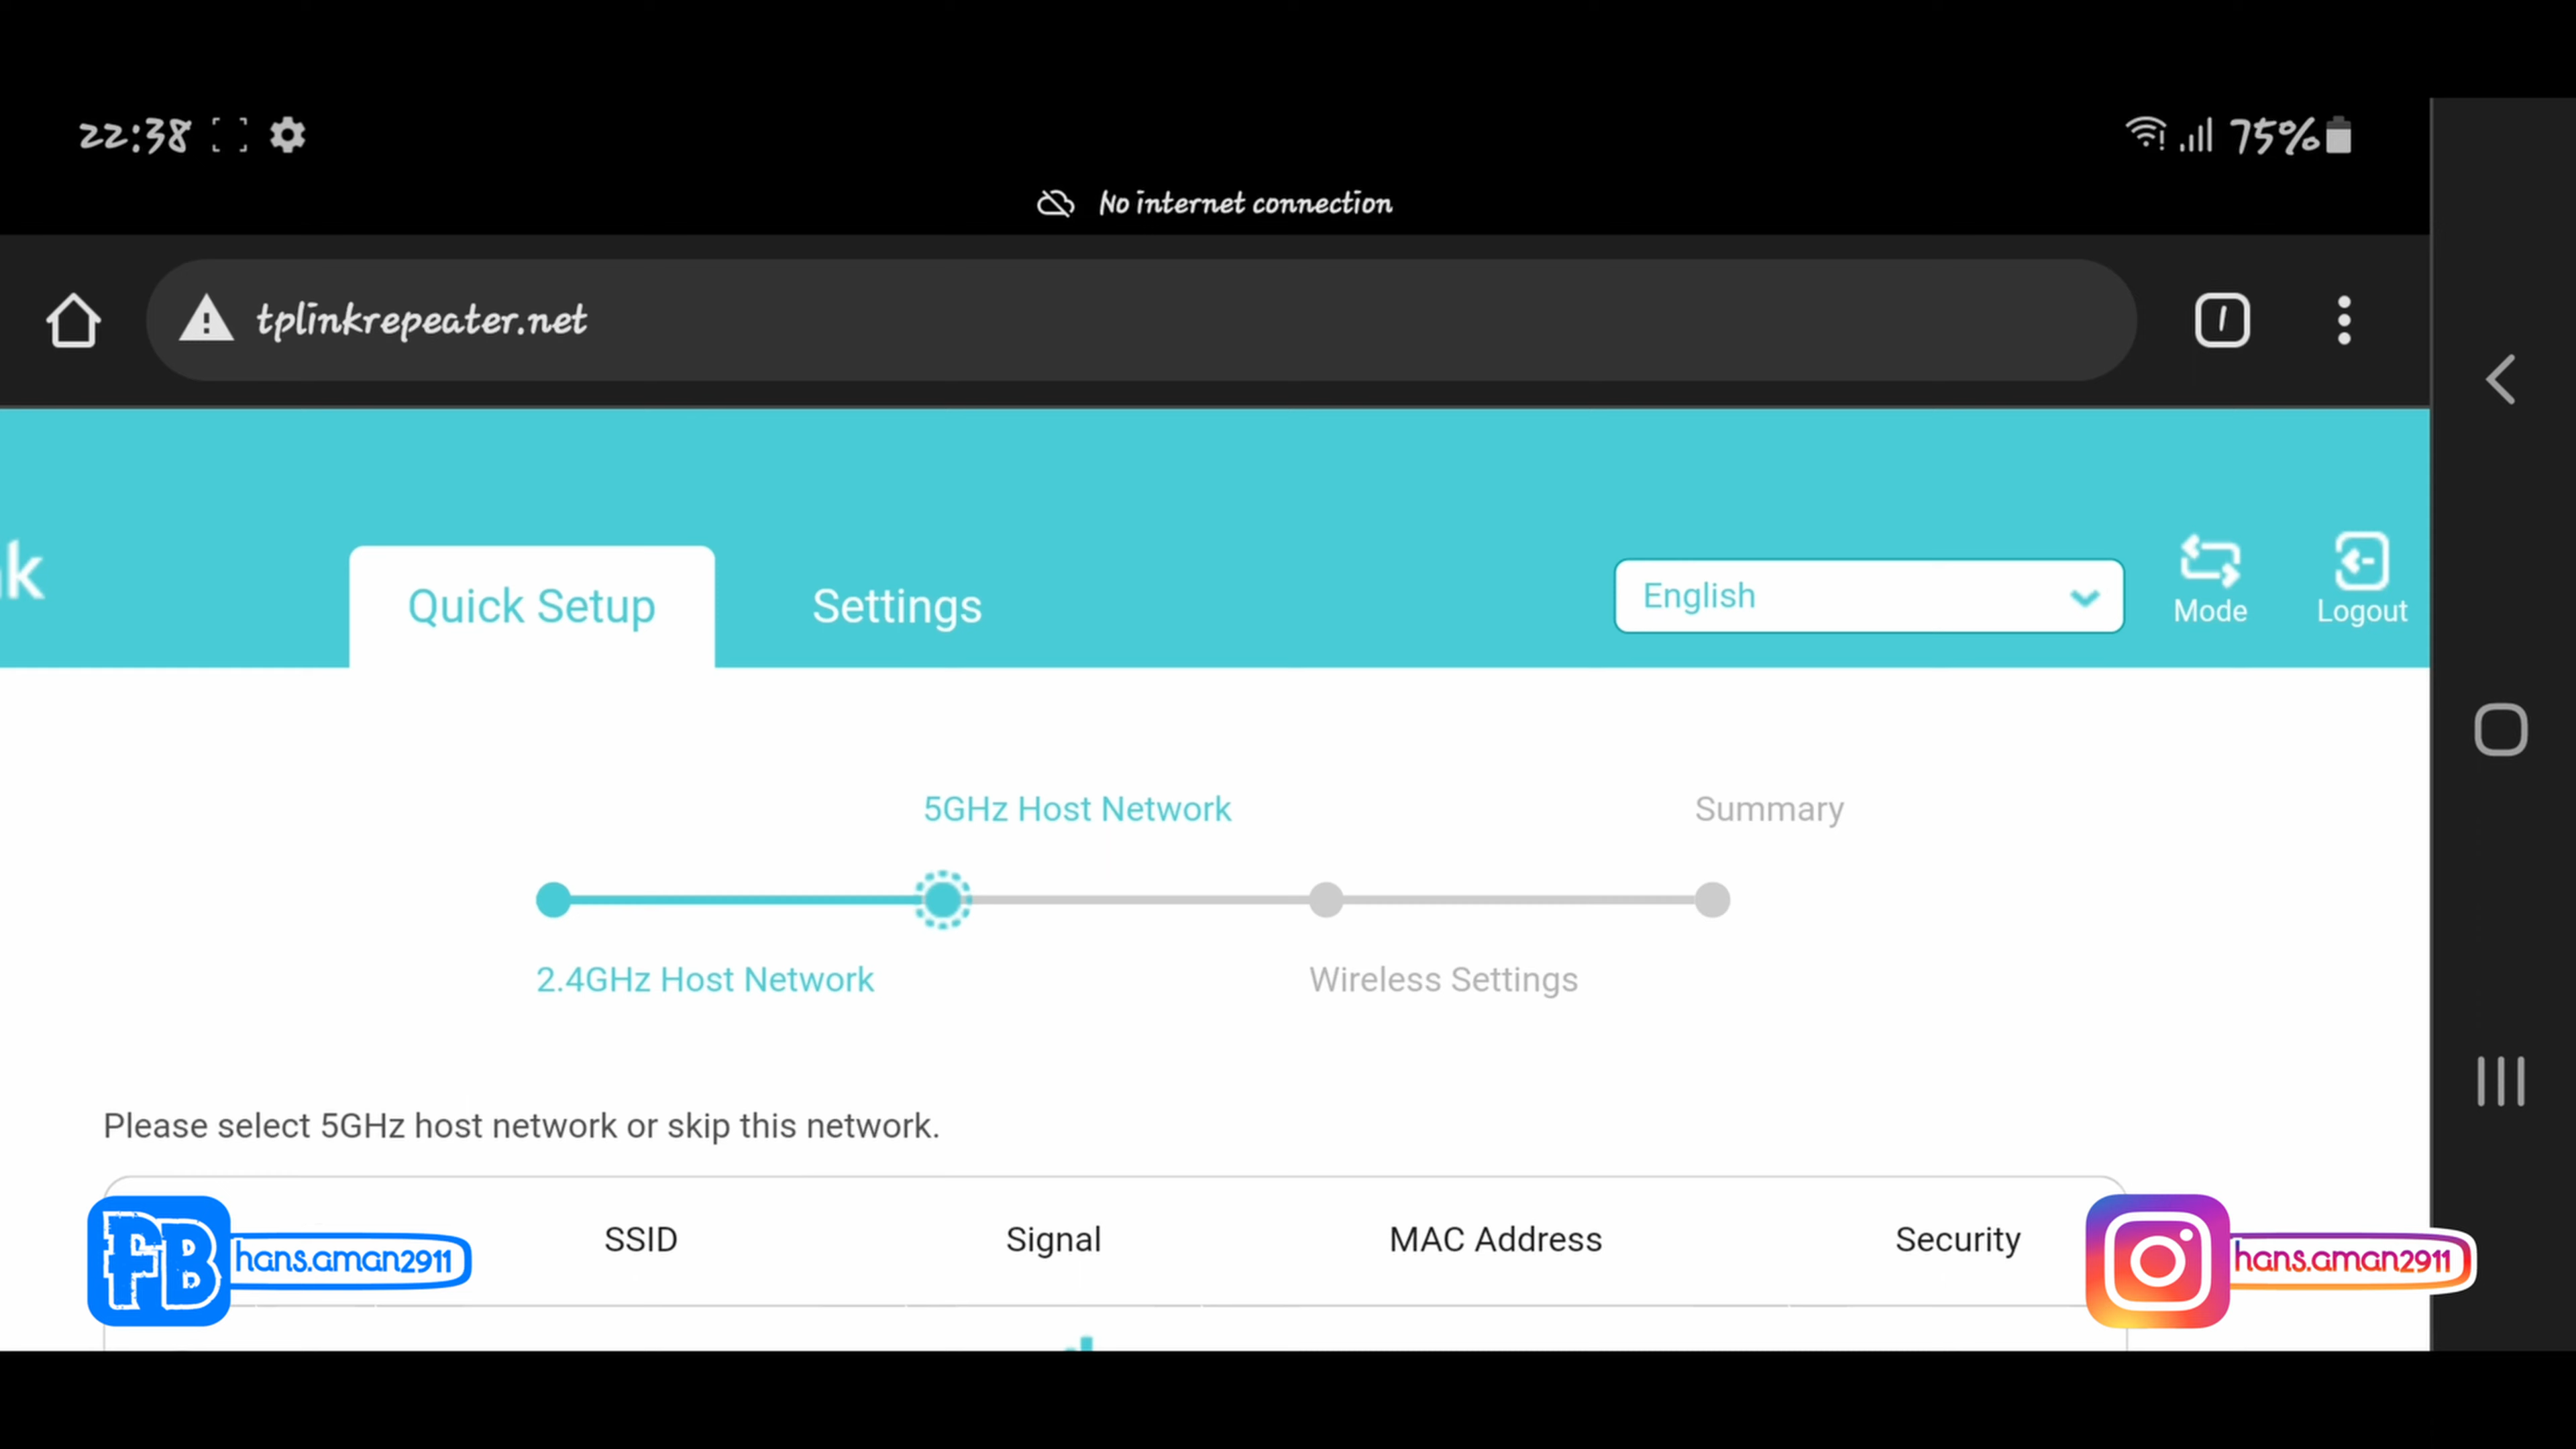 22:38
75%
No internet connection
tplinkrepeater.net
1
k
Quick Setup
Settings
English
Mode
Logout
5GHz Host Network
Summary
2.4GHz Host Network
Wireless Settings
Please select 5GHz host network or skip this network.
SSID
Signal
MAC Address
Security
FB
hans.aman2911
hans.aman2911